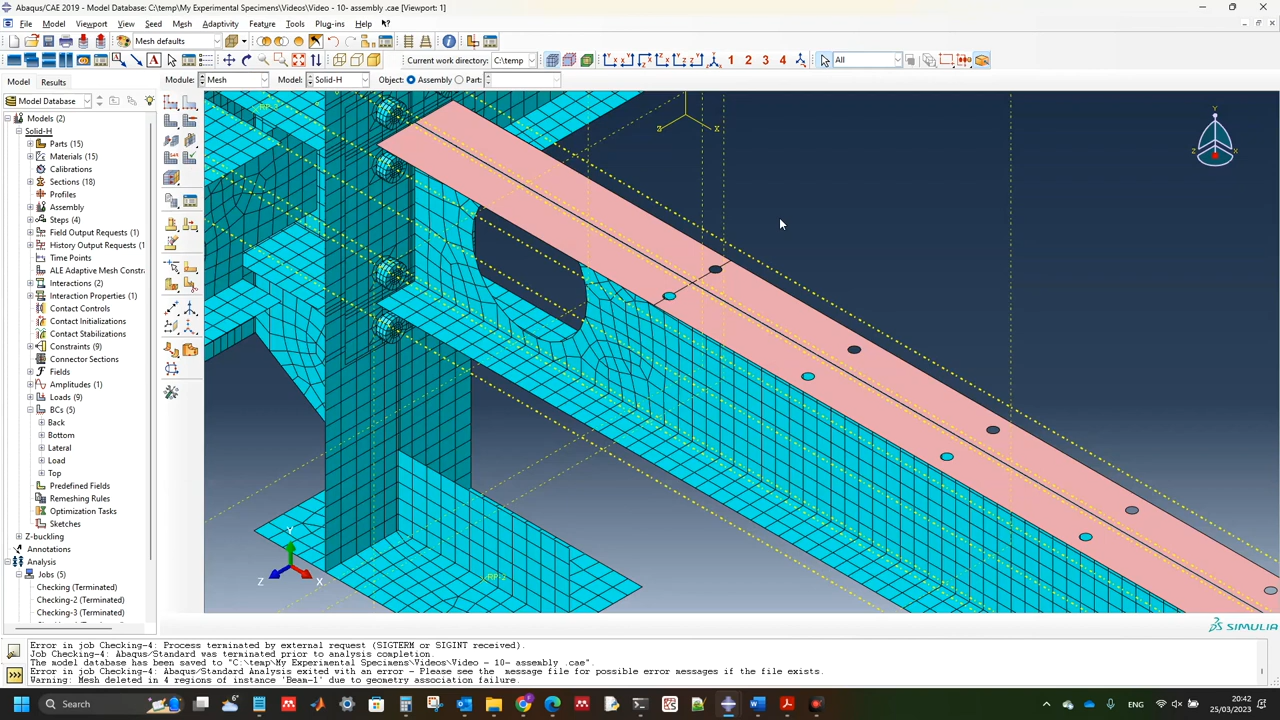 Abaqus/CAE 2019 - Model Database: C:\temp\My Experimental Specimens\Videos\Video - 10- assembly .cae [Viewport: 1]
File Model Viewport View Seed Mesh Adaptivity Feature Tools Plug-ins Help
Mesh defaults
Current work directory: C:\temp
1 2 3 4
All
Model Results
Module: Mesh Model: Solid-H Object: Assembly Part:
Model Database
Models (2)
Solid-H
Parts (15)
Materials (15)
Calibrations
Sections (18)
Profiles
Assembly
Steps (4)
Field Output Requests (1)
History Output Requests (1
Time Points
ALE Adaptive Mesh Constr
Interactions (2)
Interaction Properties (1)
Contact Controls
Contact Initializations
Contact Stabilizations
Constraints (9)
Connector Sections
Fields
Amplitudes (1)
Loads (9)
BCs (5)
Back
Bottom
Lateral
Load
Top
Predefined Fields
Remeshing Rules
Optimization Tasks
Sketches
Z-buckling
Annotations
Analysis
Jobs (5)
Checking (Terminated)
Checking-2 (Terminated)
Checking-3 (Terminated)
Z X
Y
Z X
Y
Z X
RP-2
SIMULIA
Error in job Checking-4: Process terminated by external request (SIGTERM or SIGINT received).
Job Checking-4: Abaqus/Standard was terminated prior to analysis completion.
The model database has been saved to "C:\temp\My Experimental Specimens\Videos\Video - 10- assembly .cae".
Error in job Checking-4: Abaqus/Standard Analysis exited with an error - Please see the message file for possible error messages if the file exists.
Warning: Mesh deleted in 4 regions of instance 'Beam-1' due to geometry association failure.
Search
6°
20:42
25/03/2023